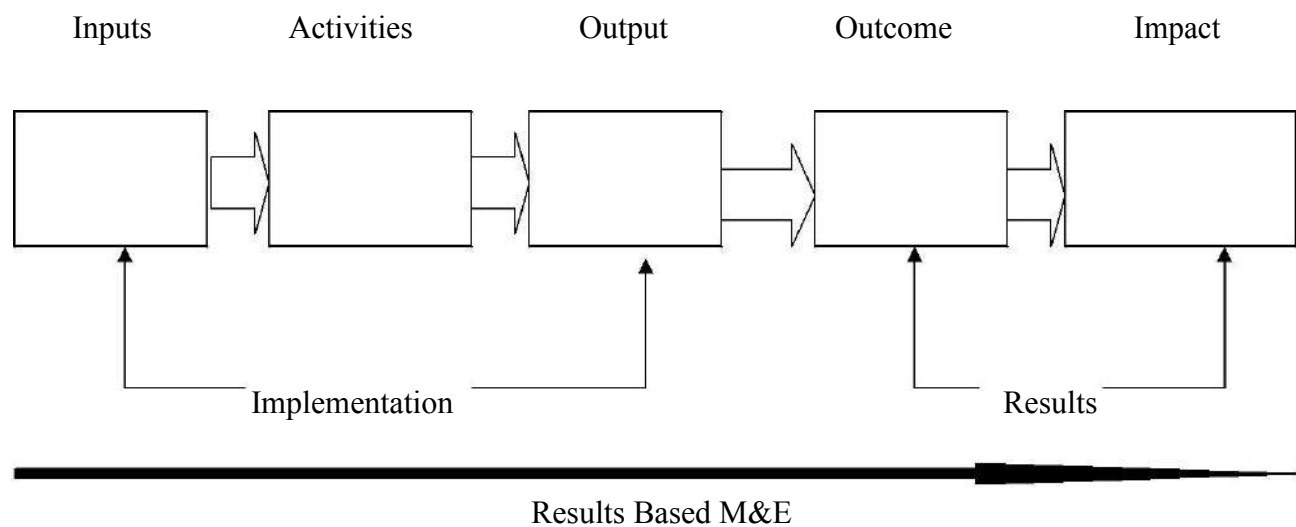 Inputs Activities Output Outcome Impact
Implementation Results
Results Based M&E